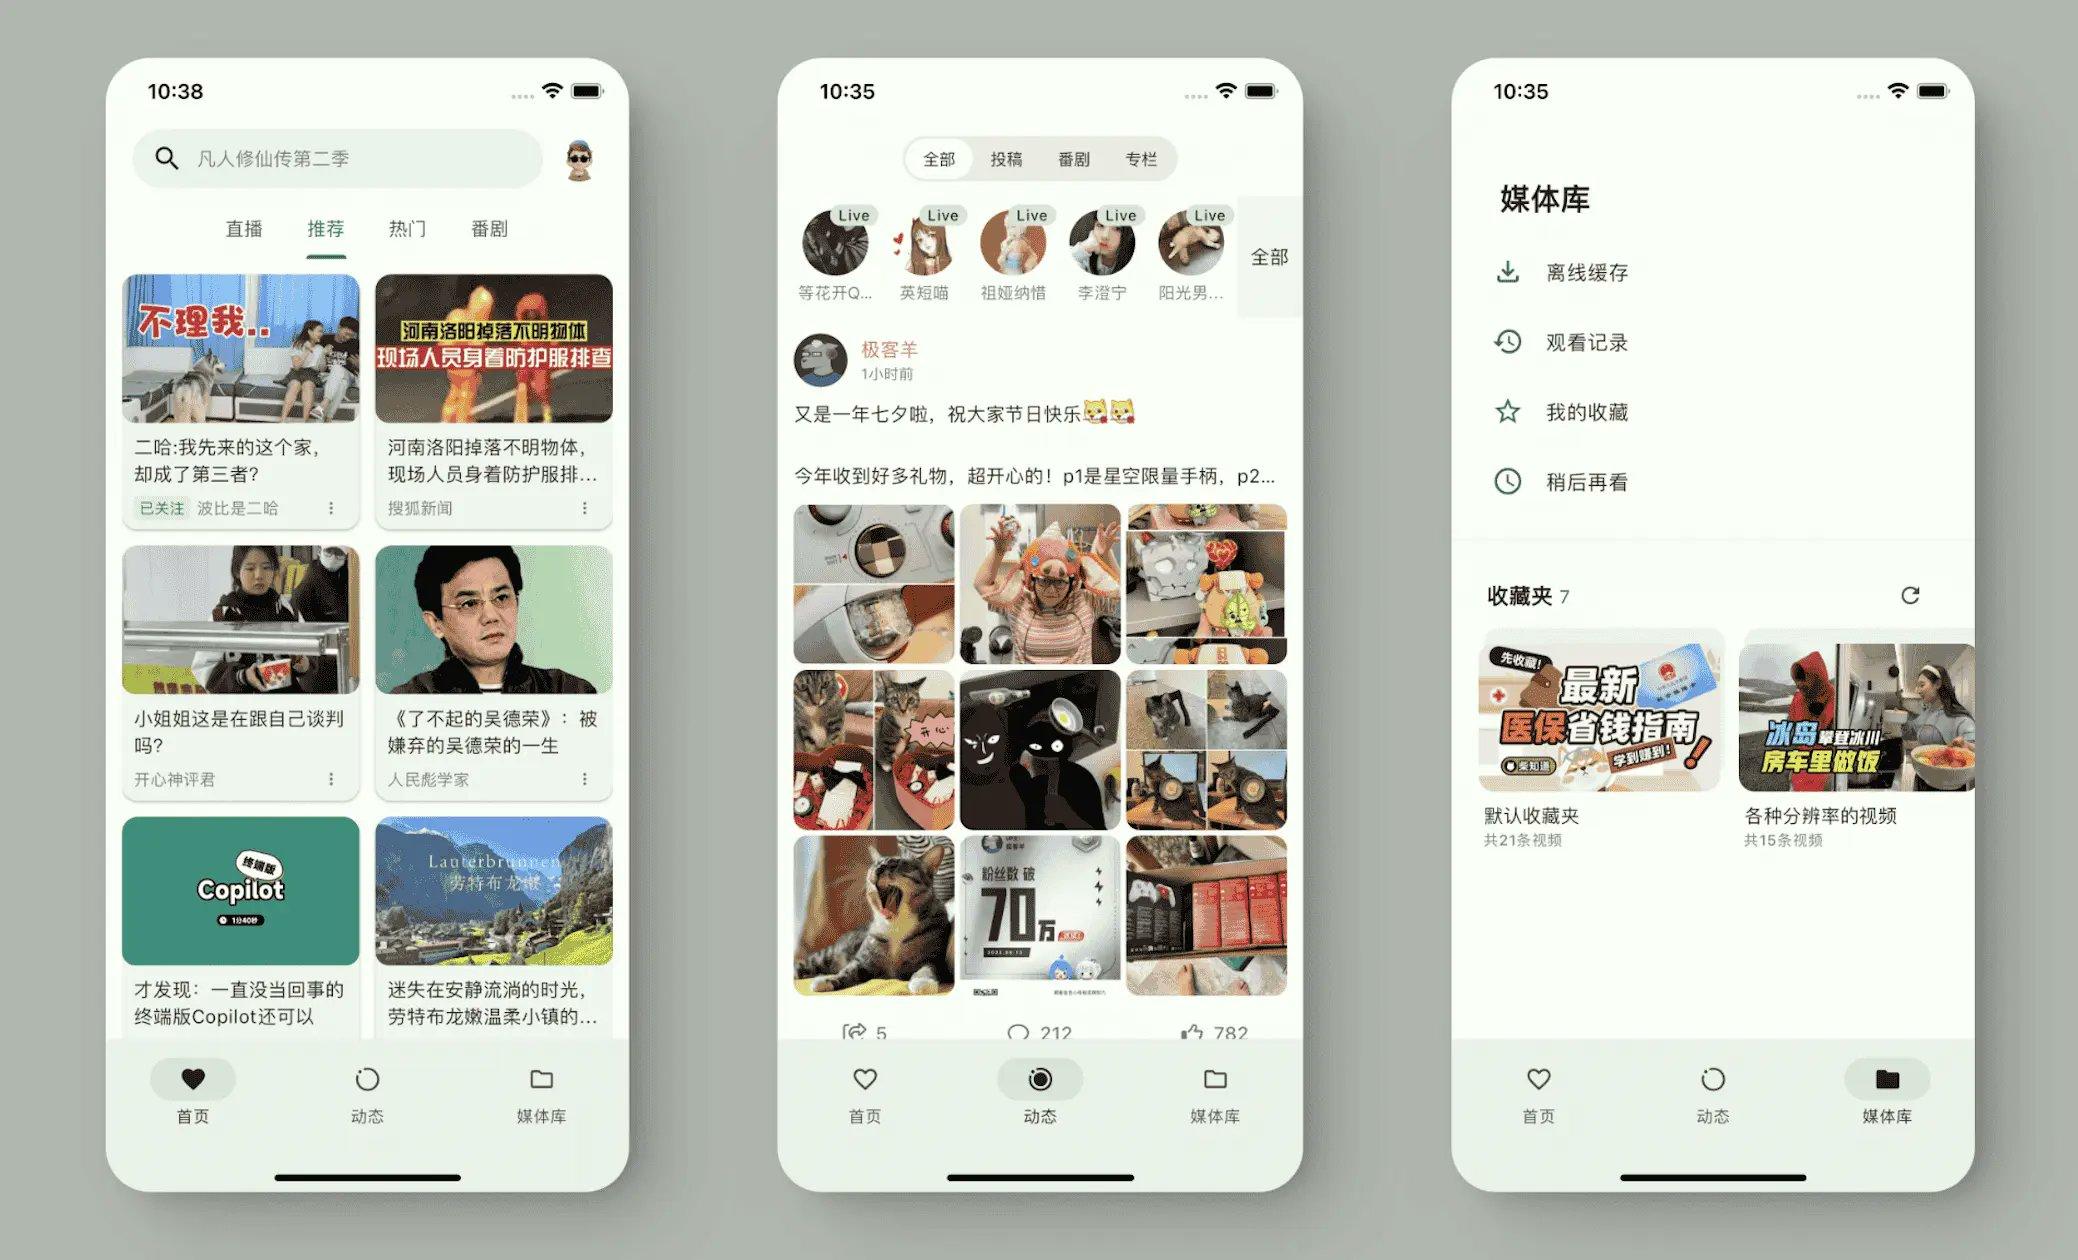 10:38
凡人修仙传第二季
直播
推荐
热门
番剧
不理我..
河南洛阳掉落不明物体
现场人员身着防护服排查
二哈:我先来的这个家，
却成了第三者?
河南洛阳掉落不明物体，
现场人员身着防护服排...
已关注 波比是二哈
搜狐新闻
小姐姐这是在跟自己谈判
吗?
《了不起的吴德荣》：被
嫌弃的吴德荣的一生
开心神评君
人民彪学家
终端版
Copilot
1分40秒
Lauterbrunnen
劳特布龙嫩
才发现：一直没当回事的
终端版Copilot还可以
迷失在安静流淌的时光，
劳特布龙嫩温柔小镇的...
首页
动态
媒体库
10:35
全部
投稿
番剧
专栏
Live
Live
Live
Live
Live
等花开Q...
英短喵
祖娅纳惜
李澄宁
阳光男...
全部
极客羊
1小时前
又是一年七夕啦，祝大家节日快乐
今年收到好多礼物，超开心的！p1是星空限量手柄，p2...
开心
极客羊
粉丝数 破
70万
5
212
782
首页
动态
媒体库
10:35
媒体库
离线缓存
观看记录
我的收藏
稍后再看
收藏夹 7
先收藏!
最新
医保省钱指南
柴知道
学到赚到!
冰岛攀登冰川
房车里做饭
默认收藏夹
共21条视频
各种分辨率的视频
共15条视频
首页
动态
媒体库